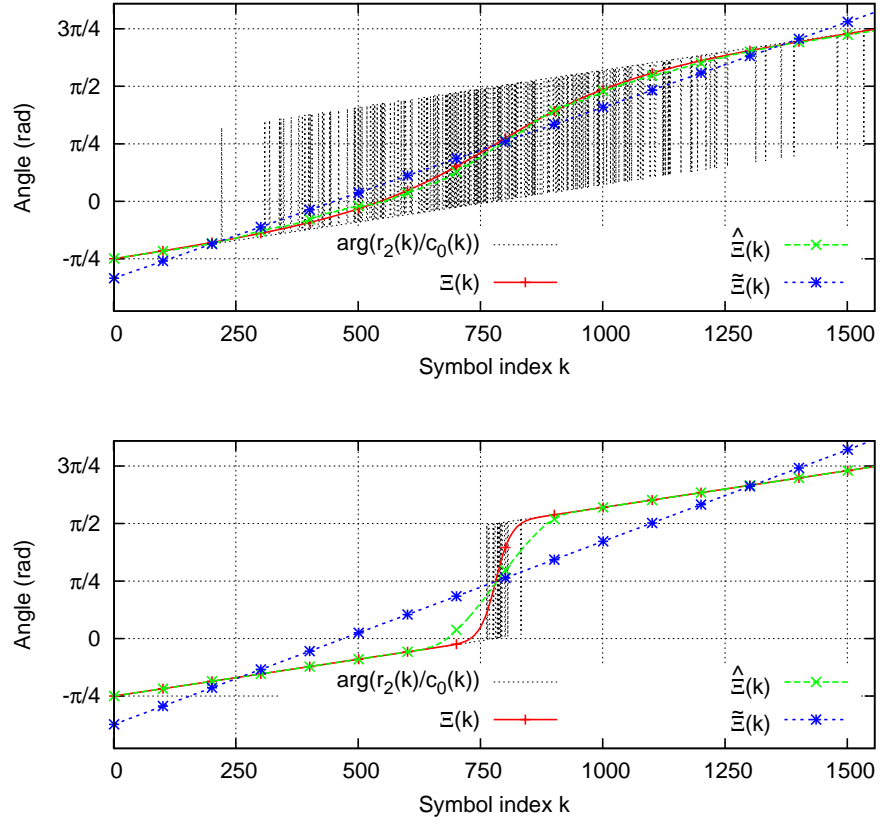 3π/4
π/2
π/4
0
-π/4
Angle (rad)
arg(r₂(k)/c₀(k))
Ξ(k)
Ξ̂(k)
Ξ̃(k)
0 250 500 750 1000 1250 1500
Symbol index k
3π/4
π/2
π/4
0
-π/4
Angle (rad)
arg(r₂(k)/c₀(k))
Ξ(k)
Ξ̂(k)
Ξ̃(k)
0 250 500 750 1000 1250 1500
Symbol index k